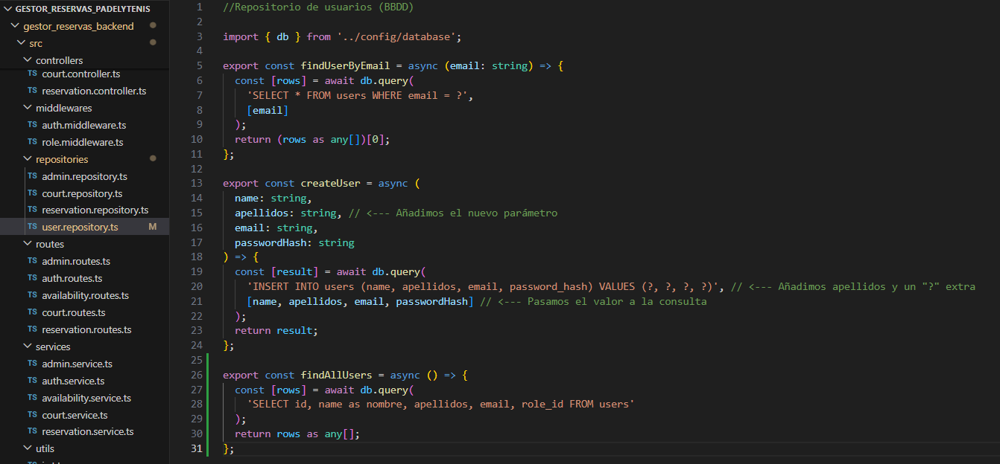 GESTOR_RESERVAS_PADELYTENIS
gestor_reservas_backend
src
controllers
TS court.controller.ts
TS reservation.controller.ts
middlewares
TS auth.middleware.ts
TS role.middleware.ts
repositories
TS admin.repository.ts
TS court.repository.ts
TS reservation.repository.ts
TS user.repository.ts M
routes
TS admin.routes.ts
TS auth.routes.ts
TS availability.routes.ts
TS court.routes.ts
TS reservation.routes.ts
services
TS admin.service.ts
TS auth.service.ts
TS availability.service.ts
TS court.service.ts
TS reservation.service.ts
utils
1 //Repositorio de usuarios (BBDD)
2
3 import { db } from '../config/database';
4
5 export const findUserByEmail = async (email: string) => {
6 const [rows] = await db.query(
7 'SELECT * FROM users WHERE email = ?',
8 [email]
9 );
10 return (rows as any[])[0];
11 };
12
13 export const createUser = async (
14 name: string,
15 apellidos: string, // <--- Añadimos el nuevo parámetro
16 email: string,
17 passwordHash: string
18 ) => {
19 const [result] = await db.query(
20 'INSERT INTO users (name, apellidos, email, password_hash) VALUES (?, ?, ?, ?)', // <--- Añadimos apellidos y un "?" extra
21 [name, apellidos, email, passwordHash] // <--- Pasamos el valor a la consulta
22 );
23 return result;
24 };
25
26 export const findAllUsers = async () => {
27 const [rows] = await db.query(
28 'SELECT id, name as nombre, apellidos, email, role_id FROM users'
29 );
30 return rows as any[];
31 };